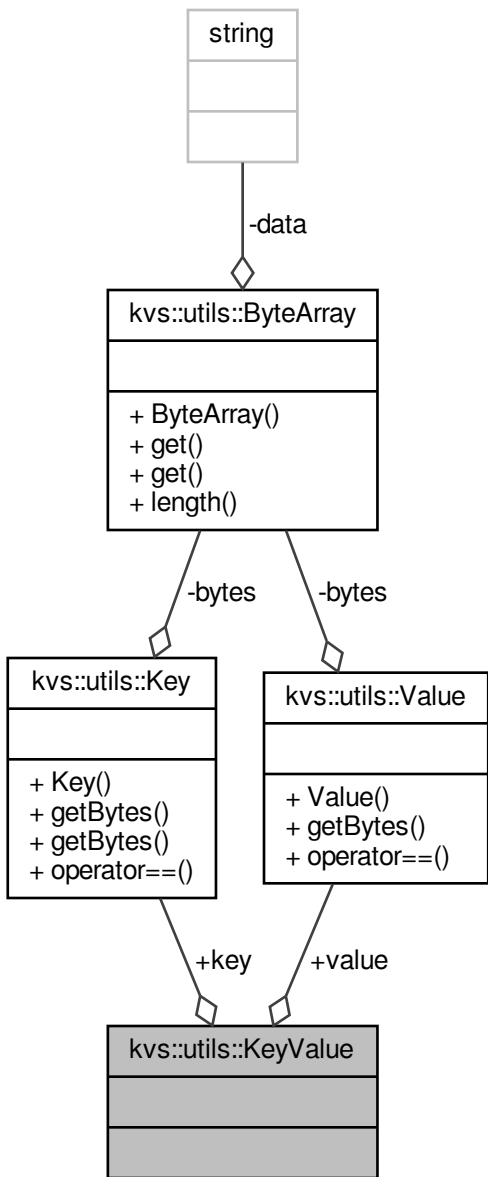 string
-data
kvs::utils::ByteArray
+ ByteArray()
+ get()
+ get()
+ length()
-bytes
-bytes
kvs::utils::Key
+ Key()
+ getBytes()
+ getBytes()
+ operator==()
kvs::utils::Value
+ Value()
+ getBytes()
+ operator==()
+key
+value
kvs::utils::KeyValue